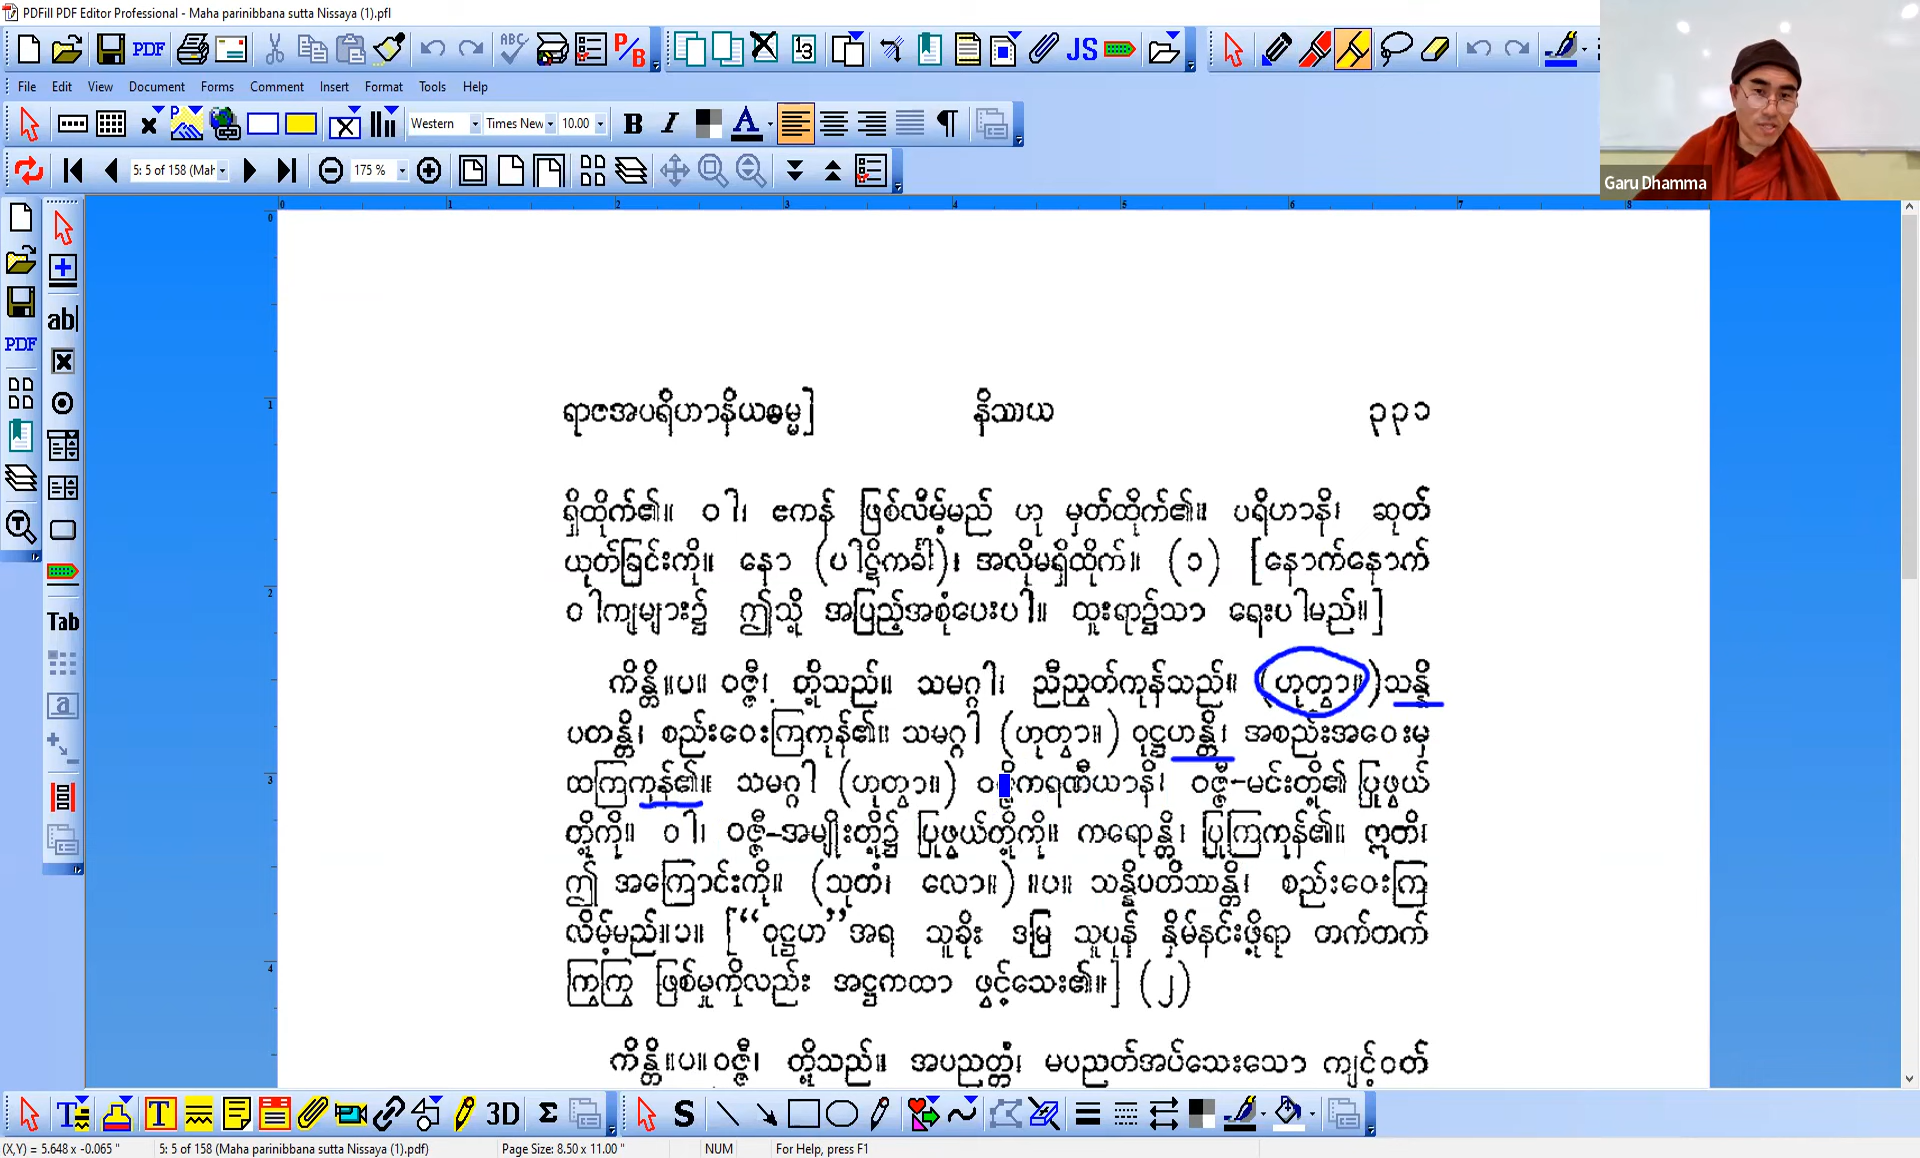 PDFill PDF Editor Professional - Maha parinibbana sutta Nissaya (1).pfl
PDF
ABC
P/B
13
JS
File Edit View Document Forms Comment Insert Format Tools Help
Western Times New 10.00 B I A ¶
5: 5 of 158 (Mah 175 %
Garu Dhamma
ab|
PDF
Tab
ရာဇအပရိဟာနိယဓမ္မ] နိဿယ ၃၃၁
ရှိထိုက်၏။ ဝါ၊ ဧကန် ဖြစ်လိမ့်မည် ဟု မှတ်ထိုက်၏။ ပရိဟာနိ၊ ဆုတ်
ယုတ်ခြင်းကို။ နော (ပါဋိကင်္ခါ)၊ အလိုမရှိထိုက်။ (၁) [နောက်နောက်
ဝါကျများ၌ ဤသို့ အပြည့်အစုံပေးပါ။ ထူးရာ၌သာ ရေးပါမည်။]
ကိန္တိ။ပ။ ဝဇ္ဇီ၊ တို့သည်။ သမဂ္ဂါ၊ ညီညွတ်ကုန်သည်။ (ဟုတွာ။) သန္နိ
ပတန္တိ၊ စည်းဝေးကြကုန်၏။ သမဂ္ဂါ (ဟုတွာ။) ဝုဋ္ဌဟန္တိ၊ အစည်းအဝေးမှ
ထကြကုန်၏။ သမဂ္ဂါ (ဟုတွာ။) ဝဇ္ဇိကရဏီယာနိ၊ ဝဇ္ဇီ–မင်းတို့၏ ပြုဖွယ်
တို့ကို။ ဝါ၊ ဝဇ္ဇီ–အမျိုးတို့၌ ပြုဖွယ်တို့ကို။ ကရောန္တိ၊ ပြုကြကုန်၏။ ဣတိ၊
ဤ အကြောင်းကို။ (သုတံ၊ လော။) ။ပ။ သန္နိပတိဿန္တိ၊ စည်းဝေးကြ
လိမ့်မည်။ပ။ [“ဝုဋ္ဌဟ”အရ သူခိုး ဒမြ သူပုန် နှိမ်နင်းဖို့ရာ တက်တက်
ကြွကြွ ဖြစ်မှုကိုလည်း အဋ္ဌကထာ ဖွင့်သေး၏။] (၂)
ကိန္တိ။ပ။ ဝဇ္ဇီ၊ တို့သည်။ အပညတ္တံ၊ မပညတ်အပ်သေးသော ကျင့်ဝတ်
3D Σ S
(X,Y) = 5.648 x -0.065 " 5: 5 of 158 (Maha parinibbana sutta Nissaya (1).pdf) Page Size: 8.50 x 11.00 " NUM For Help, press F1